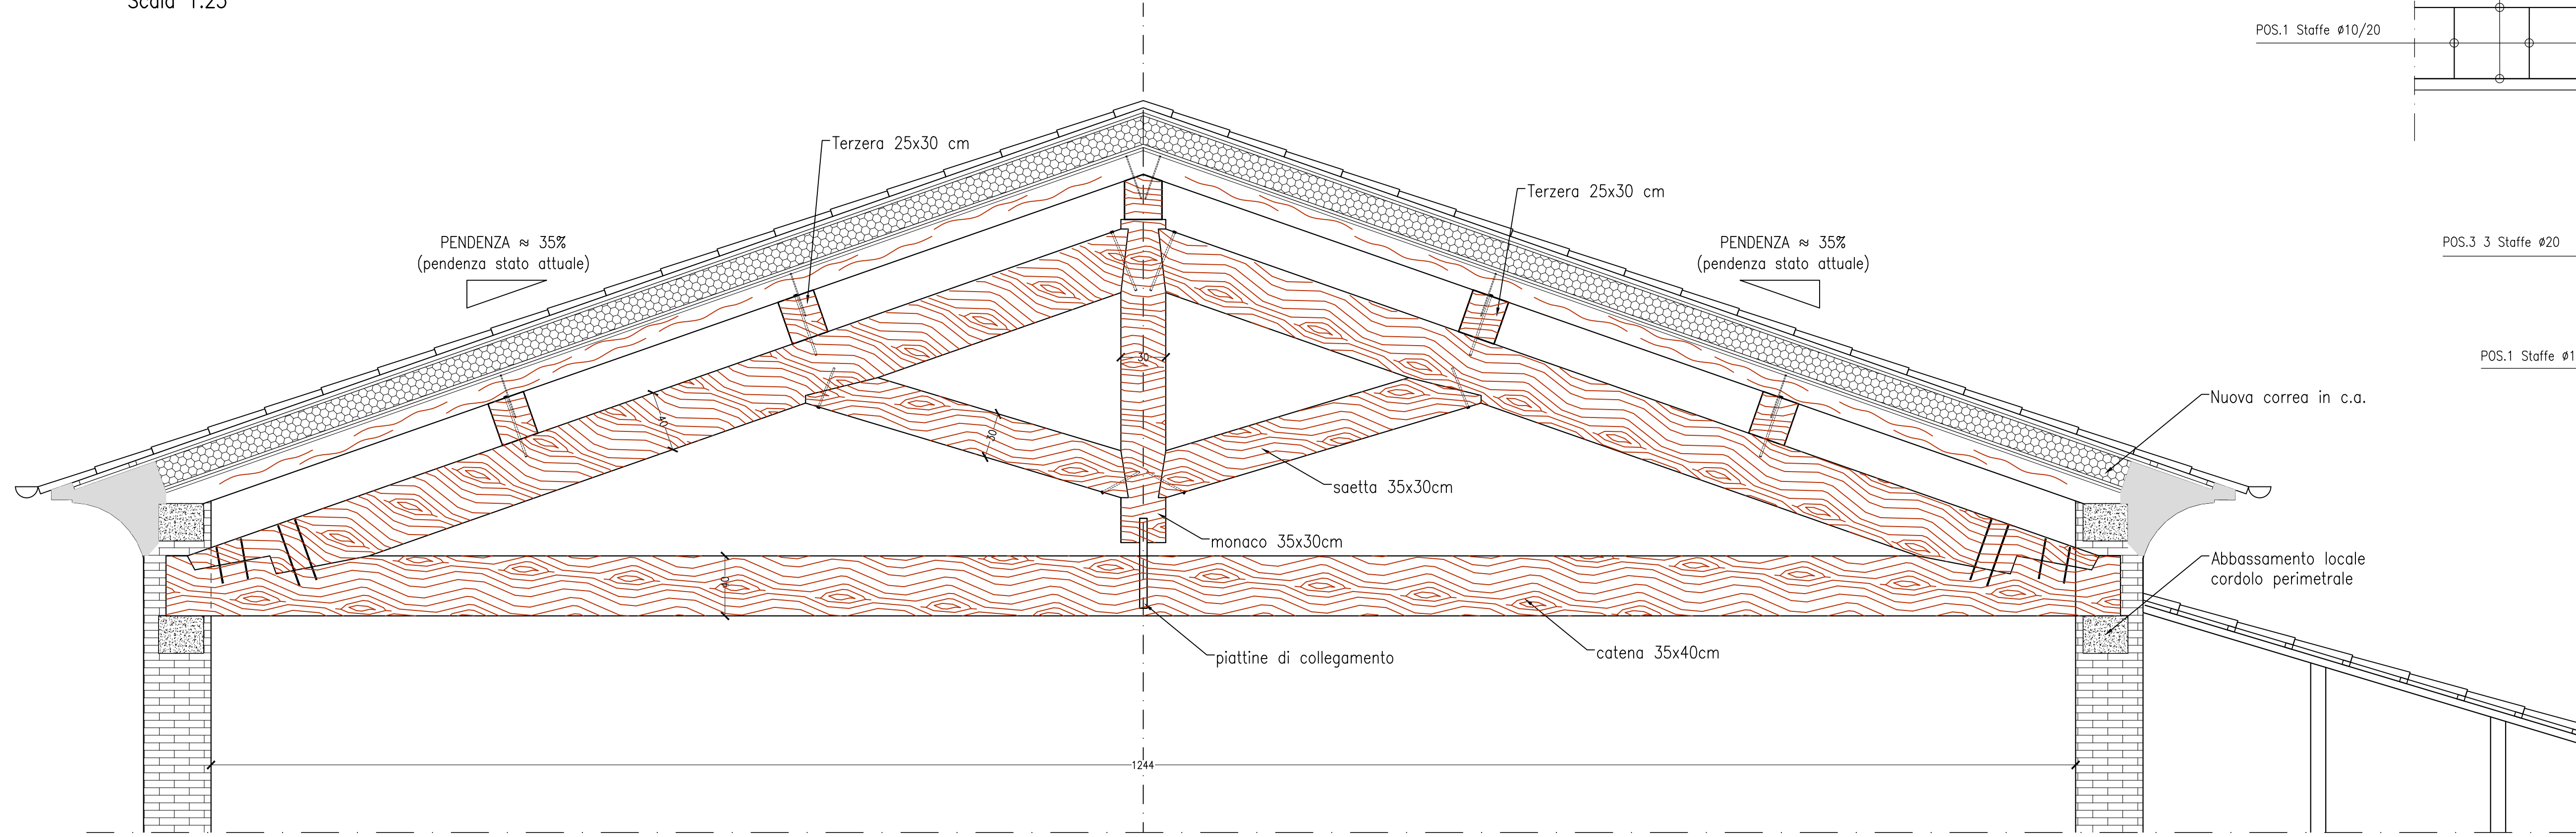 Scala 1:25
POS.1 Staffe ø10/20
Terzera 25x30 cm
Terzera 25x30 cm
PENDENZA ≈ 35%
(pendenza stato attuale)
PENDENZA ≈ 35%
(pendenza stato attuale)
POS.3 3 Staffe ø20
POS.1 Staffe ø1
30
40
30
Nuova correa in c.a.
saetta 35x30cm
monaco 35x30cm
40
Abbassamento locale
cordolo perimetrale
piattine di collegamento
catena 35x40cm
1244